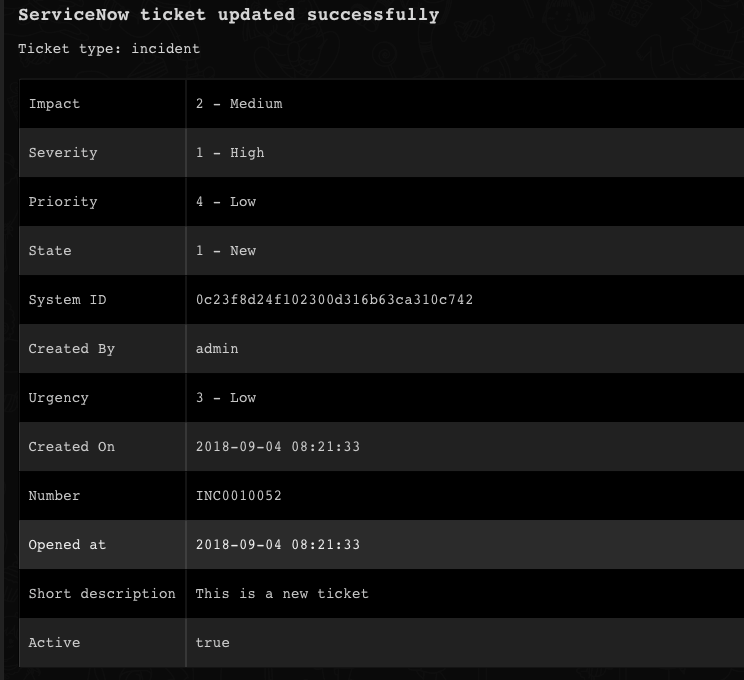 ServiceNow ticket updated successfully
Ticket type: incident
Impact 2 - Medium
Severity 1 - High
Priority 4 - Low
State 1 - New
System ID 0c23f8d24f102300d316b63ca310c742
Created By admin
Urgency 3 - Low
Created On 2018-09-04 08:21:33
Number INC0010052
Opened at 2018-09-04 08:21:33
Short description This is a new ticket
Active true